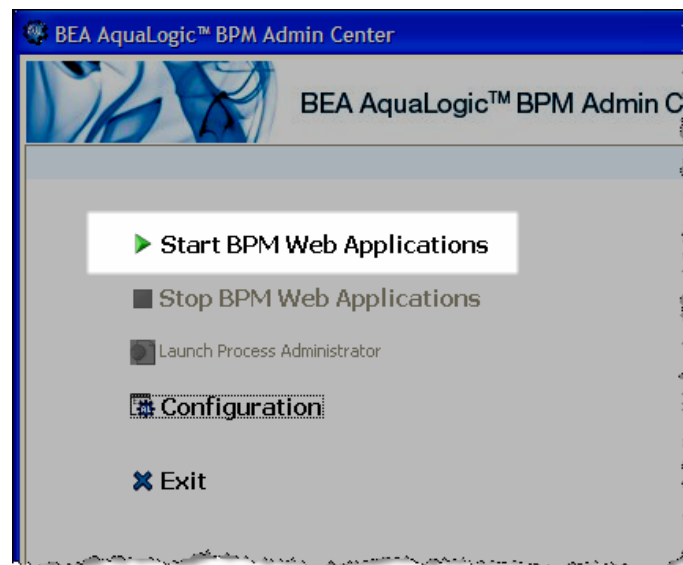 BEA AquaLogic™ BPM Admin Center
BEA AquaLogic™ BPM Admin C
Start BPM Web Applications
Stop BPM Web Applications
Launch Process Administrator
Configuration
Exit